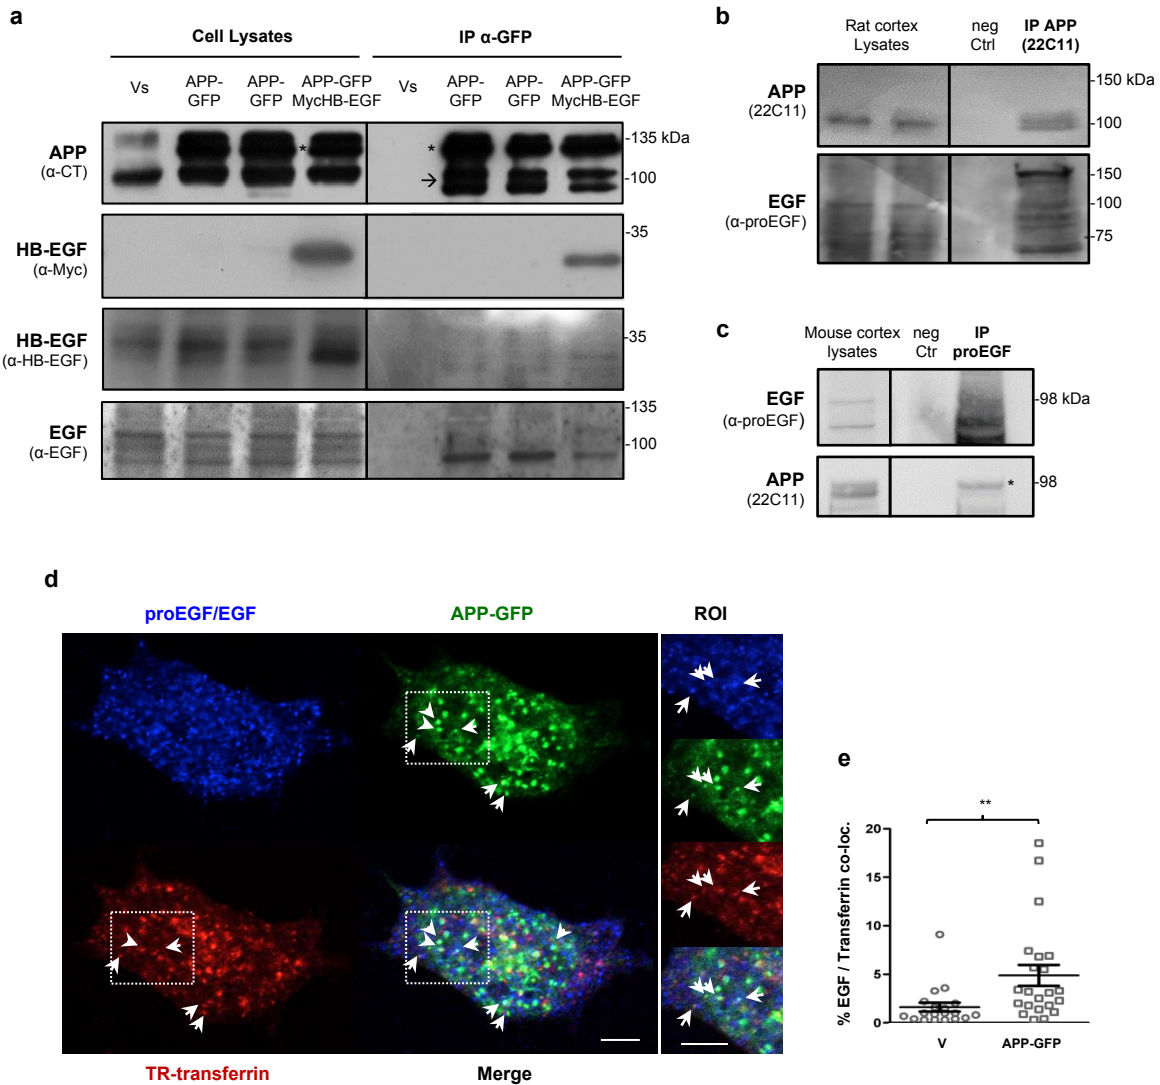 a
Cell Lysates
IP α-GFP
Vs
APP-
GFP
APP-
GFP
APP-GFP
MycHB-EGF
Vs
APP-
GFP
APP-
GFP
APP-GFP
MycHB-EGF
APP
(α-CT)
*
*
→
-135 kDa
-100
HB-EGF
(α-Myc)
-35
HB-EGF
(α-HB-EGF)
-35
EGF
(α-EGF)
-135
-100
b
Rat cortex
Lysates
neg
Ctrl
IP APP
(22C11)
APP
(22C11)
-150 kDa
-100
EGF
(α-proEGF)
-150
-100
-75
c
Mouse cortex
lysates
neg
Ctr
IP
proEGF
EGF
(α-proEGF)
-98 kDa
APP
(22C11)
*
-98
d
proEGF/EGF
APP-GFP
ROI
TR-transferrin
Merge
e
**
% EGF / Transferrin co-loc.
20
15
10
5
0
V
APP-GFP